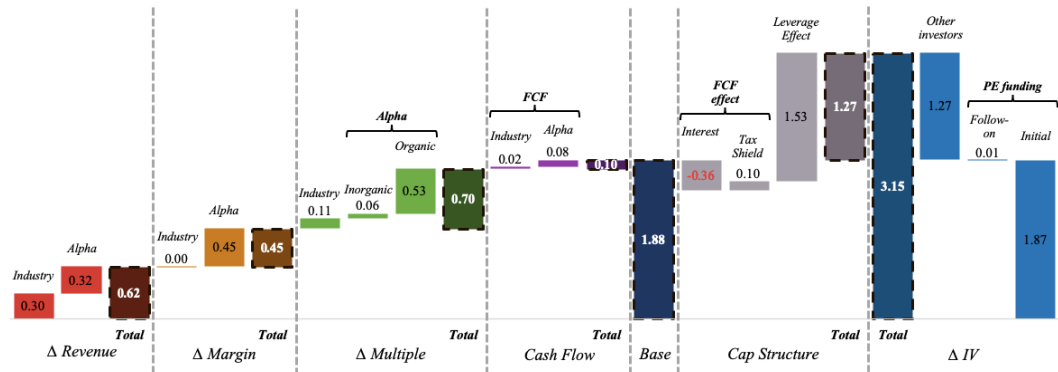 Industry
0.30
Alpha
0.32
0.62
Total
Δ Revenue
Industry
0.00
Alpha
0.45
0.45
Total
Δ Margin
Alpha
Industry
0.11
Inorganic
0.06
Organic
0.53
0.70
Total
Δ Multiple
FCF
Industry
0.02
Alpha
0.08
0.10
Total
Cash Flow
1.88
Base
FCF
effect
Interest
-0.36
Tax
Shield
0.10
Leverage
Effect
1.53
1.27
Total
Cap Structure
3.15
Total
Other
investors
1.27
PE funding
Follow-
on
0.01
Initial
1.87
Δ IV